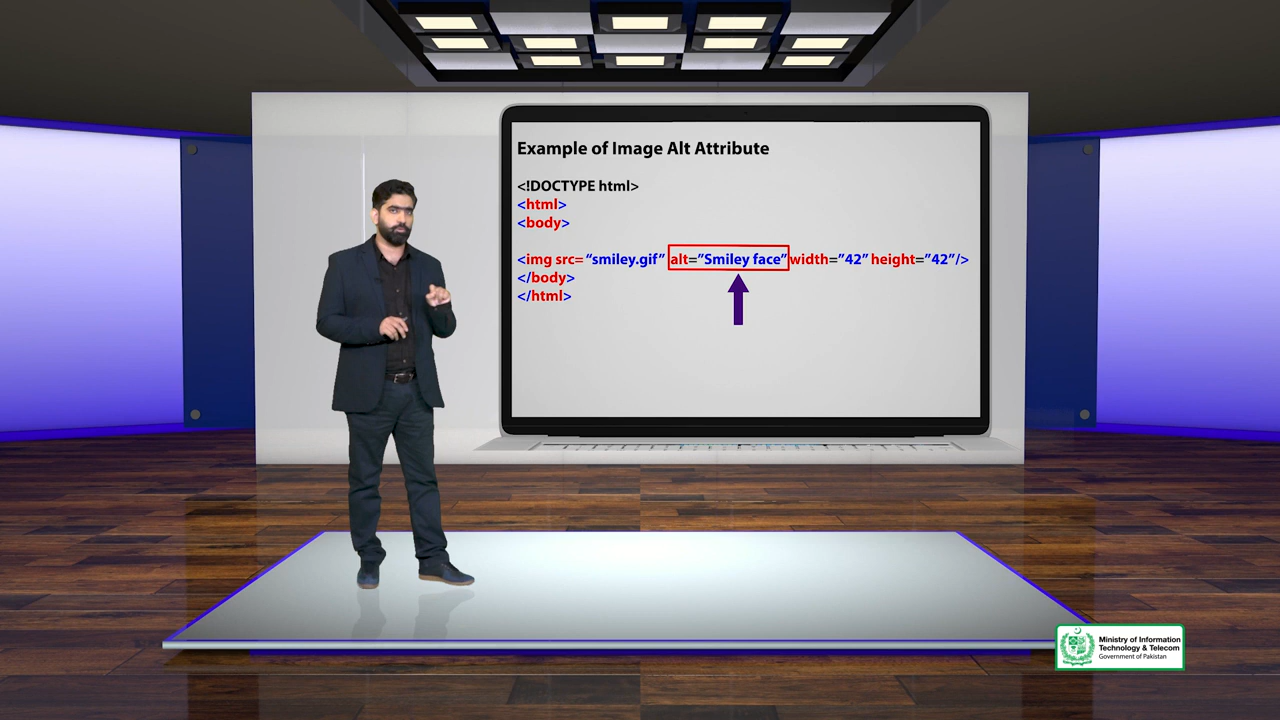 Example of Image Alt Attribute
<!DOCTYPE html>
<html>
<body>
<img src= “smiley.gif” alt=”Smiley face” width=”42” height=”42”/>
</body>
</html>
Ministry of Information
Technology & Telecom
Government of Pakistan